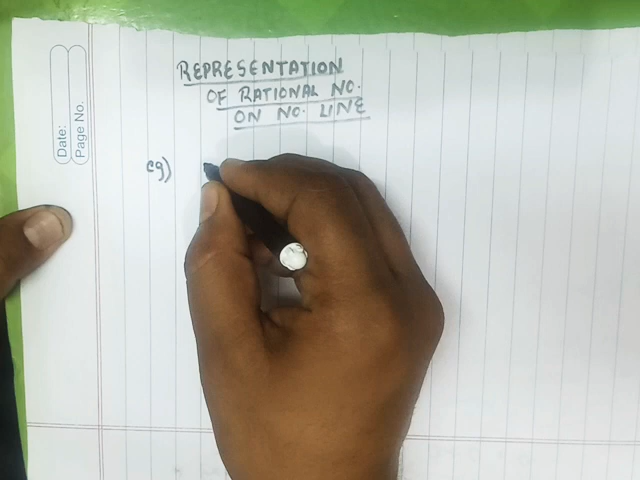 REPRESENTATION
OF RATIONAL NO.
ON NO. LINE
eg)
Date:
Page No.